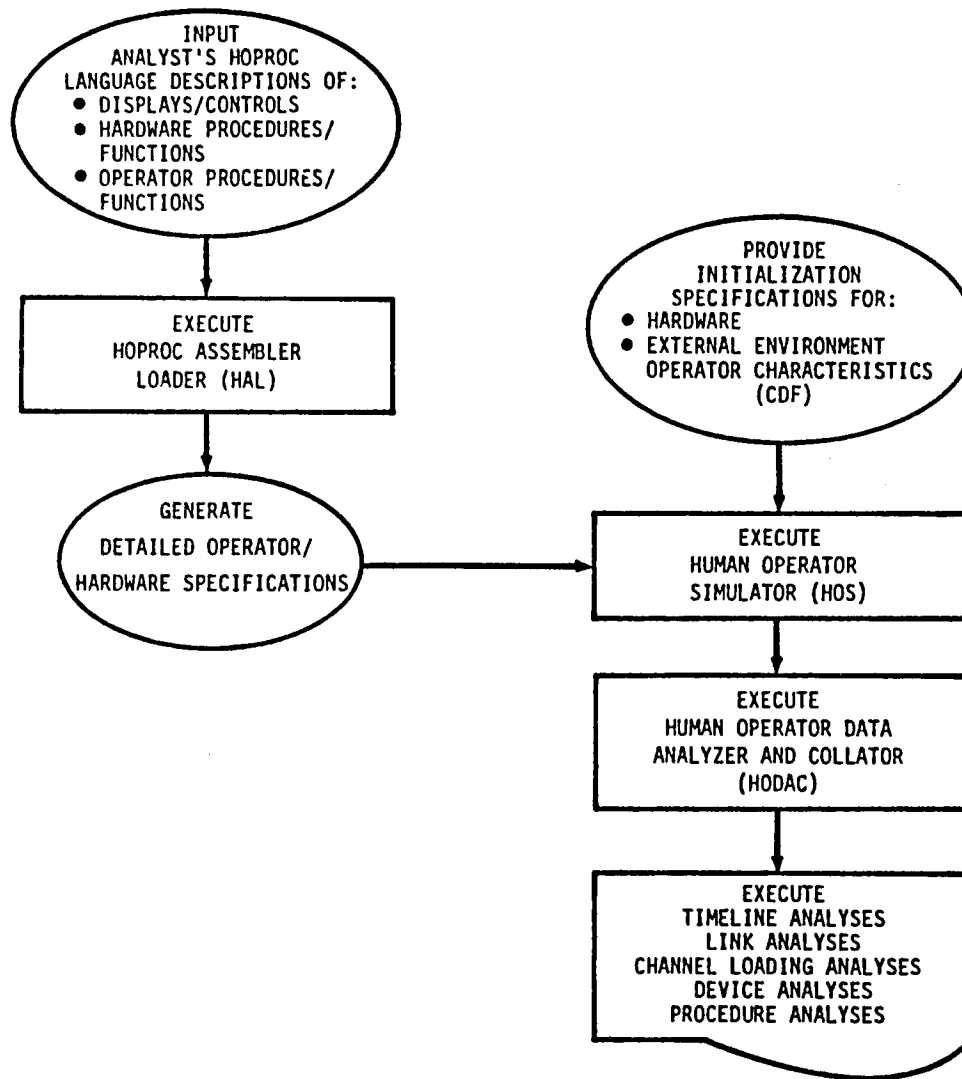 INPUT
ANALYST'S HOPROC
LANGUAGE DESCRIPTIONS OF:
● DISPLAYS/CONTROLS
● HARDWARE PROCEDURES/
FUNCTIONS
● OPERATOR PROCEDURES/
FUNCTIONS
EXECUTE
HOPROC ASSEMBLER
LOADER (HAL)
GENERATE
DETAILED OPERATOR/
HARDWARE SPECIFICATIONS
PROVIDE
INITIALIZATION
SPECIFICATIONS FOR:
● HARDWARE
● EXTERNAL ENVIRONMENT
OPERATOR CHARACTERISTICS
(CDF)
EXECUTE
HUMAN OPERATOR
SIMULATOR (HOS)
EXECUTE
HUMAN OPERATOR DATA
ANALYZER AND COLLATOR
(HODAC)
EXECUTE
TIMELINE ANALYSES
LINK ANALYSES
CHANNEL LOADING ANALYSES
DEVICE ANALYSES
PROCEDURE ANALYSES